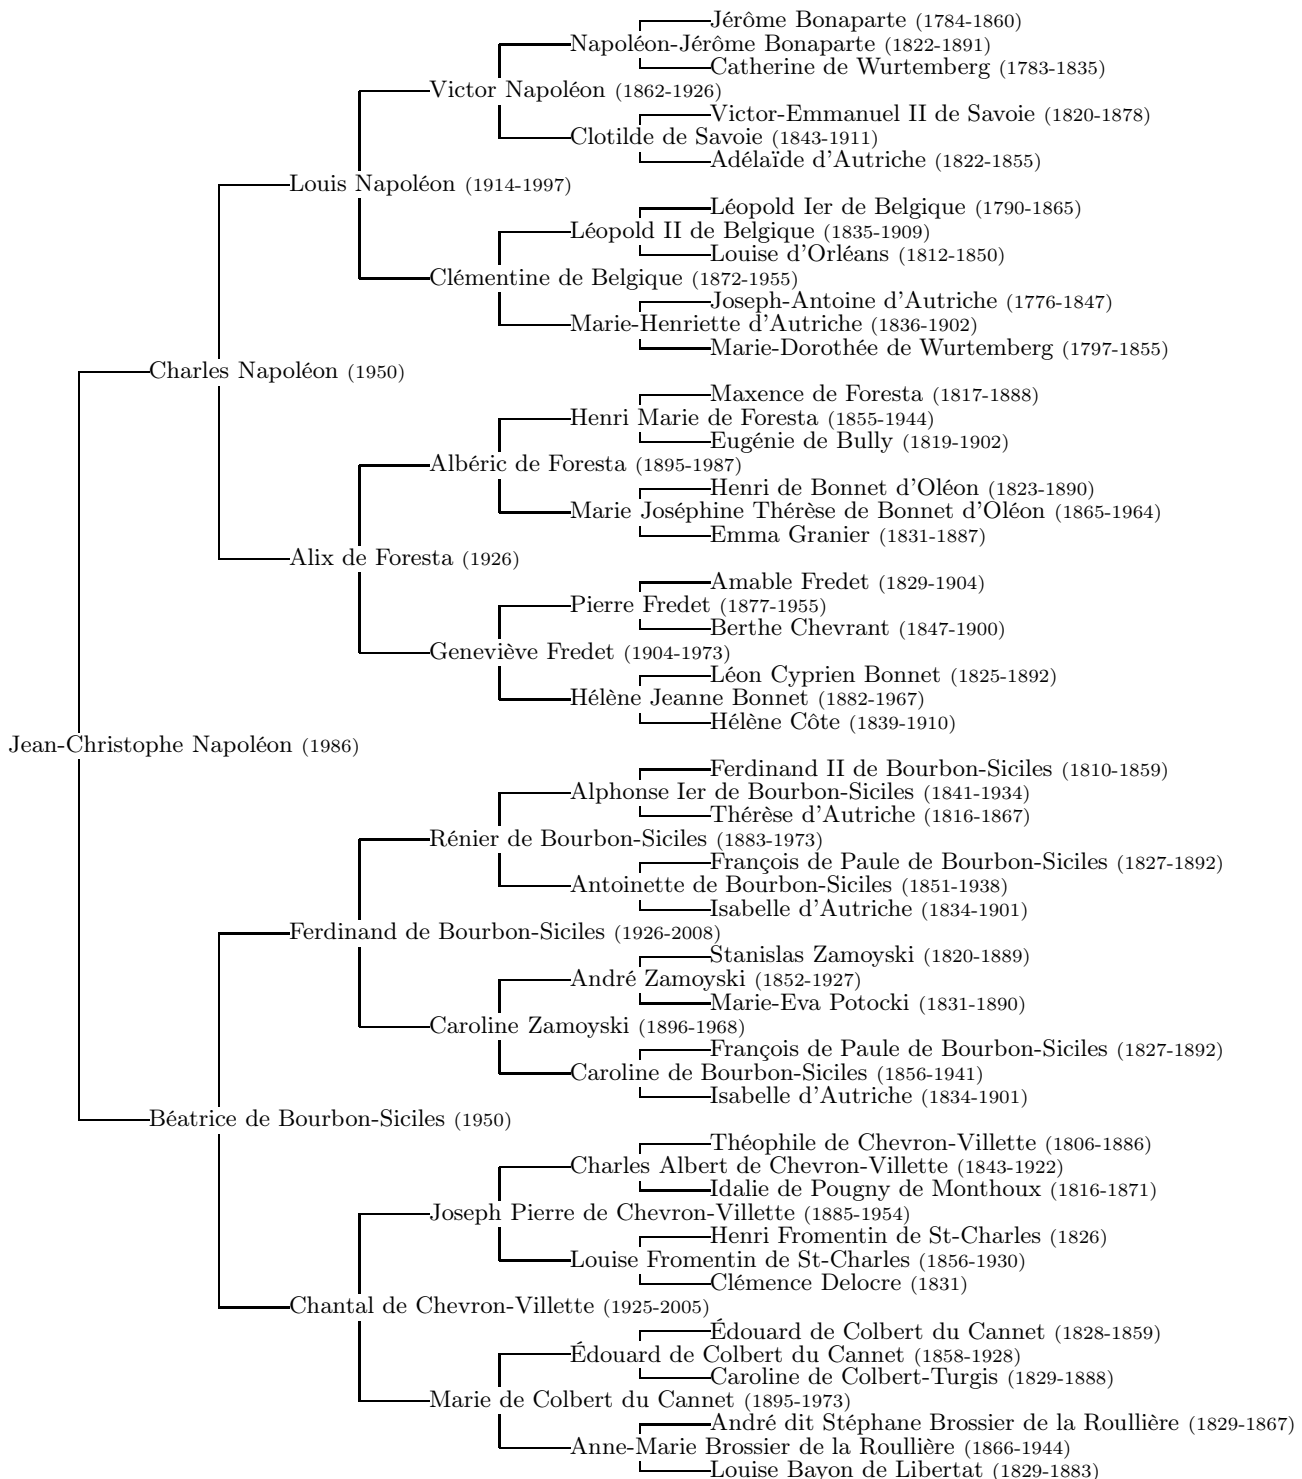 Jérôme Bonaparte (1784-1860)
Napoléon-Jérôme Bonaparte (1822-1891)
Catherine de Wurtemberg (1783-1835)
Victor Napoléon (1862-1926)
Victor-Emmanuel II de Savoie (1820-1878)
Clotilde de Savoie (1843-1911)
Adélaïde d'Autriche (1822-1855)
Louis Napoléon (1914-1997)
Léopold Ier de Belgique (1790-1865)
Léopold II de Belgique (1835-1909)
Louise d'Orléans (1812-1850)
Clémentine de Belgique (1872-1955)
Joseph-Antoine d'Autriche (1776-1847)
Marie-Henriette d'Autriche (1836-1902)
Marie-Dorothée de Wurtemberg (1797-1855)
Charles Napoléon (1950)
Maxence de Foresta (1817-1888)
Henri Marie de Foresta (1855-1944)
Eugénie de Bully (1819-1902)
Albéric de Foresta (1895-1987)
Henri de Bonnet d'Oléon (1823-1890)
Marie Joséphine Thérèse de Bonnet d'Oléon (1865-1964)
Emma Granier (1831-1887)
Alix de Foresta (1926)
Amable Fredet (1829-1904)
Pierre Fredet (1877-1955)
Berthe Chevrant (1847-1900)
Geneviève Fredet (1904-1973)
Léon Cyprien Bonnet (1825-1892)
Hélène Jeanne Bonnet (1882-1967)
Hélène Côte (1839-1910)
Jean-Christophe Napoléon (1986)
Ferdinand II de Bourbon-Siciles (1810-1859)
Alphonse Ier de Bourbon-Siciles (1841-1934)
Thérèse d'Autriche (1816-1867)
Rénier de Bourbon-Siciles (1883-1973)
François de Paule de Bourbon-Siciles (1827-1892)
Antoinette de Bourbon-Siciles (1851-1938)
Isabelle d'Autriche (1834-1901)
Ferdinand de Bourbon-Siciles (1926-2008)
Stanislas Zamoyski (1820-1889)
André Zamoyski (1852-1927)
Marie-Eva Potocki (1831-1890)
Caroline Zamoyski (1896-1968)
François de Paule de Bourbon-Siciles (1827-1892)
Caroline de Bourbon-Siciles (1856-1941)
Isabelle d'Autriche (1834-1901)
Béatrice de Bourbon-Siciles (1950)
Théophile de Chevron-Villette (1806-1886)
Charles Albert de Chevron-Villette (1843-1922)
Idalie de Pougny de Monthoux (1816-1871)
Joseph Pierre de Chevron-Villette (1885-1954)
Henri Fromentin de St-Charles (1826)
Louise Fromentin de St-Charles (1856-1930)
Clémence Delocre (1831)
Chantal de Chevron-Villette (1925-2005)
Édouard de Colbert du Cannet (1828-1859)
Édouard de Colbert du Cannet (1858-1928)
Caroline de Colbert-Turgis (1829-1888)
Marie de Colbert du Cannet (1895-1973)
André dit Stéphane Brossier de la Roullière (1829-1867)
Anne-Marie Brossier de la Roullière (1866-1944)
Louise Bayon de Libertat (1829-1883)